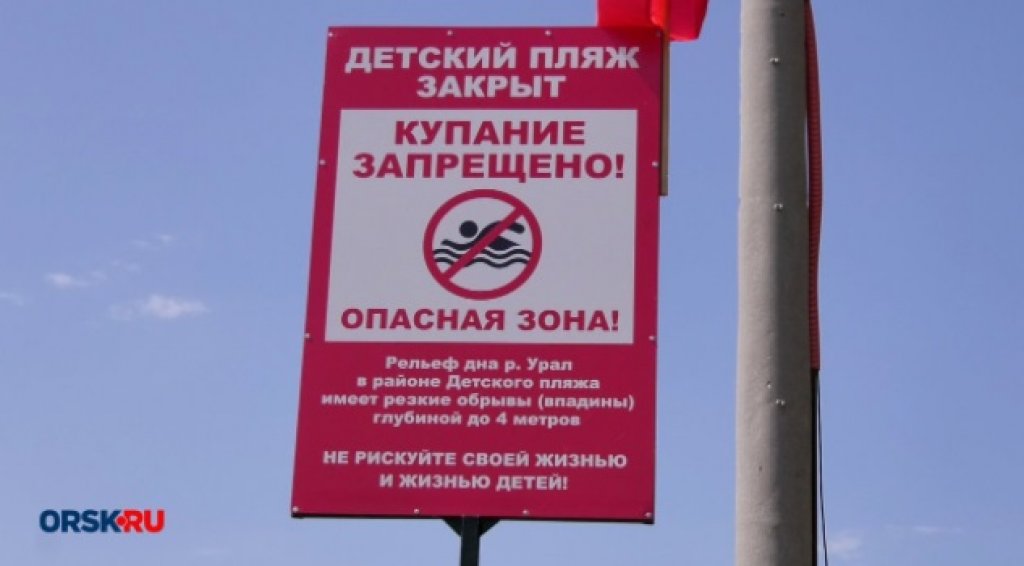 ДЕТСКИЙ ПЛЯЖ
ЗАКРЫТ
КУПАНИЕ
ЗАПРЕЩЕНО!
ОПАСНАЯ ЗОНА!
Рельеф дна р. Урал
в районе Детского пляжа
имеет резкие обрывы (впадины)
глубиной до 4 метров
НЕ РИСКУЙТЕ СВОЕЙ ЖИЗНЬЮ
И ЖИЗНЬЮ ДЕТЕЙ!
ORSK.RU